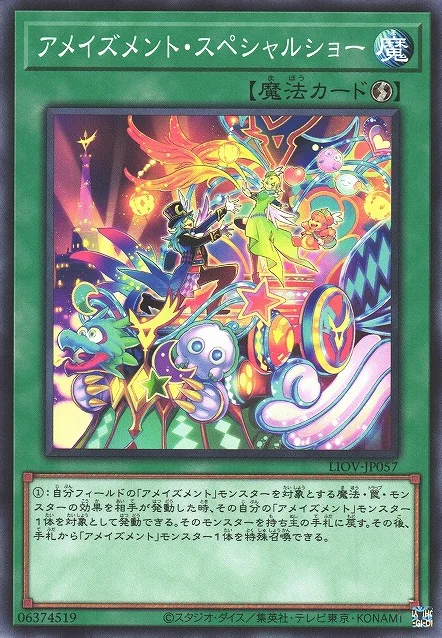 アメイズメント・スペシャルショー
魔
【魔法カード】
LIOV-JP057
①：自分フィールドの「アメイズメント」モンスターを対象とする魔法・罠・モン
スターの効果を相手が発動した時、その自分の「アメイズメント」モンスター
1体を対象として発動できる。そのモンスターを持ち主の手札に戻す。その後、
手札から「アメイズメント」モンスター1体を特殊召喚できる。
06374519
©スタジオ・ダイス／集英社・テレビ東京・KONAMI